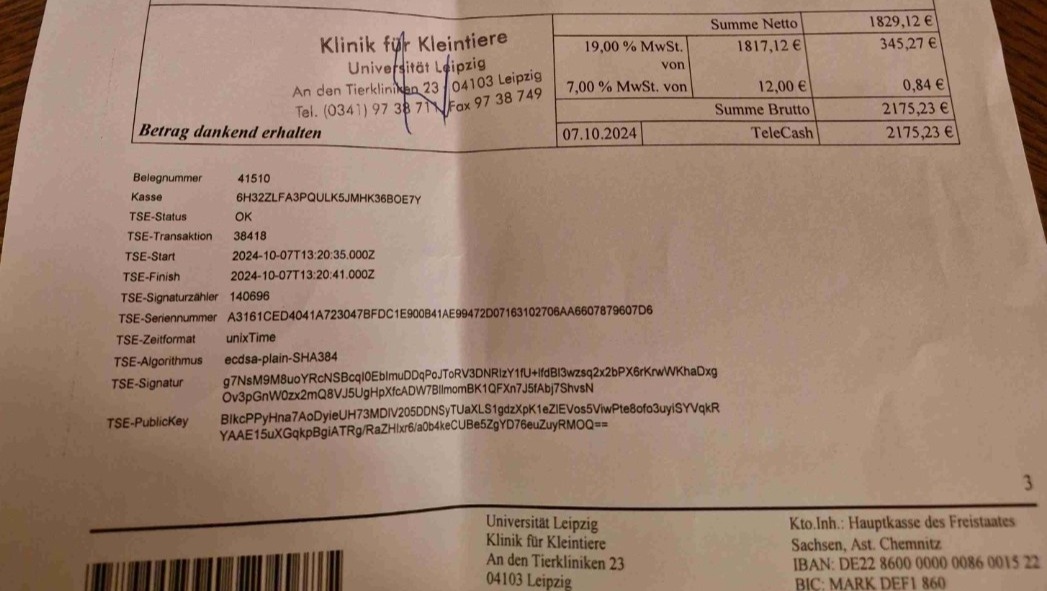 Klinik für Kleintiere
Universität Leipzig
An den Tierkliniken 23 04103 Leipzig
Tel. (0341) 97 38 711 Fax 97 38 749
Betrag dankend erhalten
Summe Netto 1829,12 €
19,00 % MwSt. von 1817,12 € 345,27 €
7,00 % MwSt. von 12,00 € 0,84 €
Summe Brutto 2175,23 €
07.10.2024 TeleCash 2175,23 €
Belegnummer 41510
Kasse 6H32ZLFA3PQULK5JMHK36BOE7Y
TSE-Status OK
TSE-Transaktion 38418
TSE-Start 2024-10-07T13:20:35.000Z
TSE-Finish 2024-10-07T13:20:41.000Z
TSE-Signaturzähler 140696
TSE-Seriennummer A3161CED4041A723047BFDC1E900B41AE99472D07163102706AA6607879607D6
TSE-Zeitformat unixTime
TSE-Algorithmus ecdsa-plain-SHA384
TSE-Signatur g7NsM9M8uoYRcNSBcqI0EbImuDDqPoJToRV3DNRIzY1fU+IfdBI3wzsq2x2bPX6rKrwWKhaDxg
Ov3pGnW0zx2mQ8VJ5UgHpXfcADW7BIlmomBK1QFXn7J5fAbj7ShvsN
TSE-PublicKey BIkcPPyHna7AoDyieUH73MDIV205DDNSyTUaXLS1gdzXpK1eZIEVos5ViwPte8ofo3uyiSYVqkR
YAAE15uXGqkpBgiATRg/RaZHIxr6/a0b4keCUBe5ZgYD76euZuyRMOQ==
3
Universität Leipzig
Klinik für Kleintiere
An den Tierkliniken 23
04103 Leipzig
Kto.Inh.: Hauptkasse des Freistaates
Sachsen, Ast. Chemnitz
IBAN: DE22 8600 0000 0086 0015 22
BIC: MARK DEF1 860